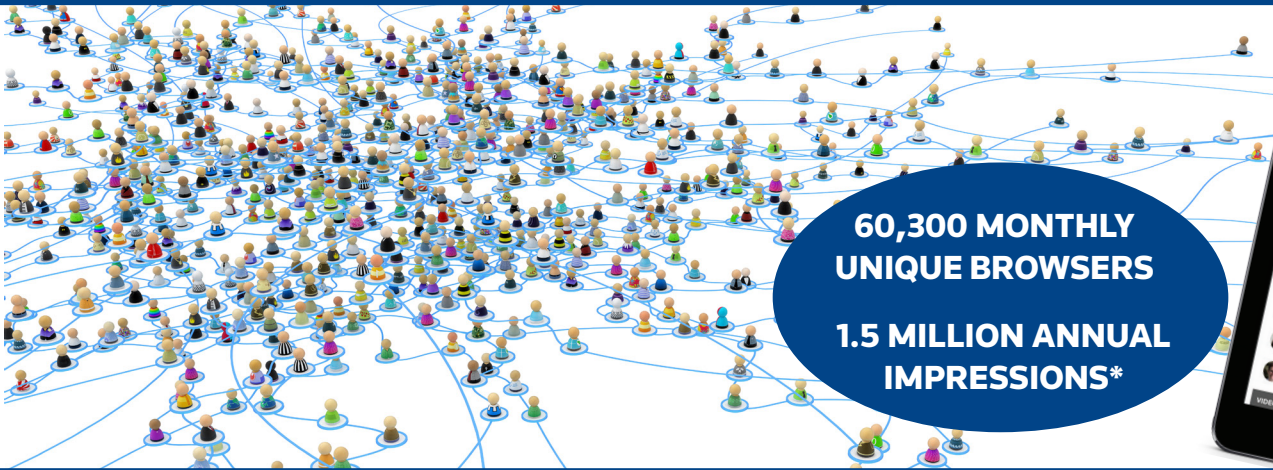 60,300 MONTHLY
UNIQUE BROWSERS
1.5 MILLION ANNUAL
IMPRESSIONS*